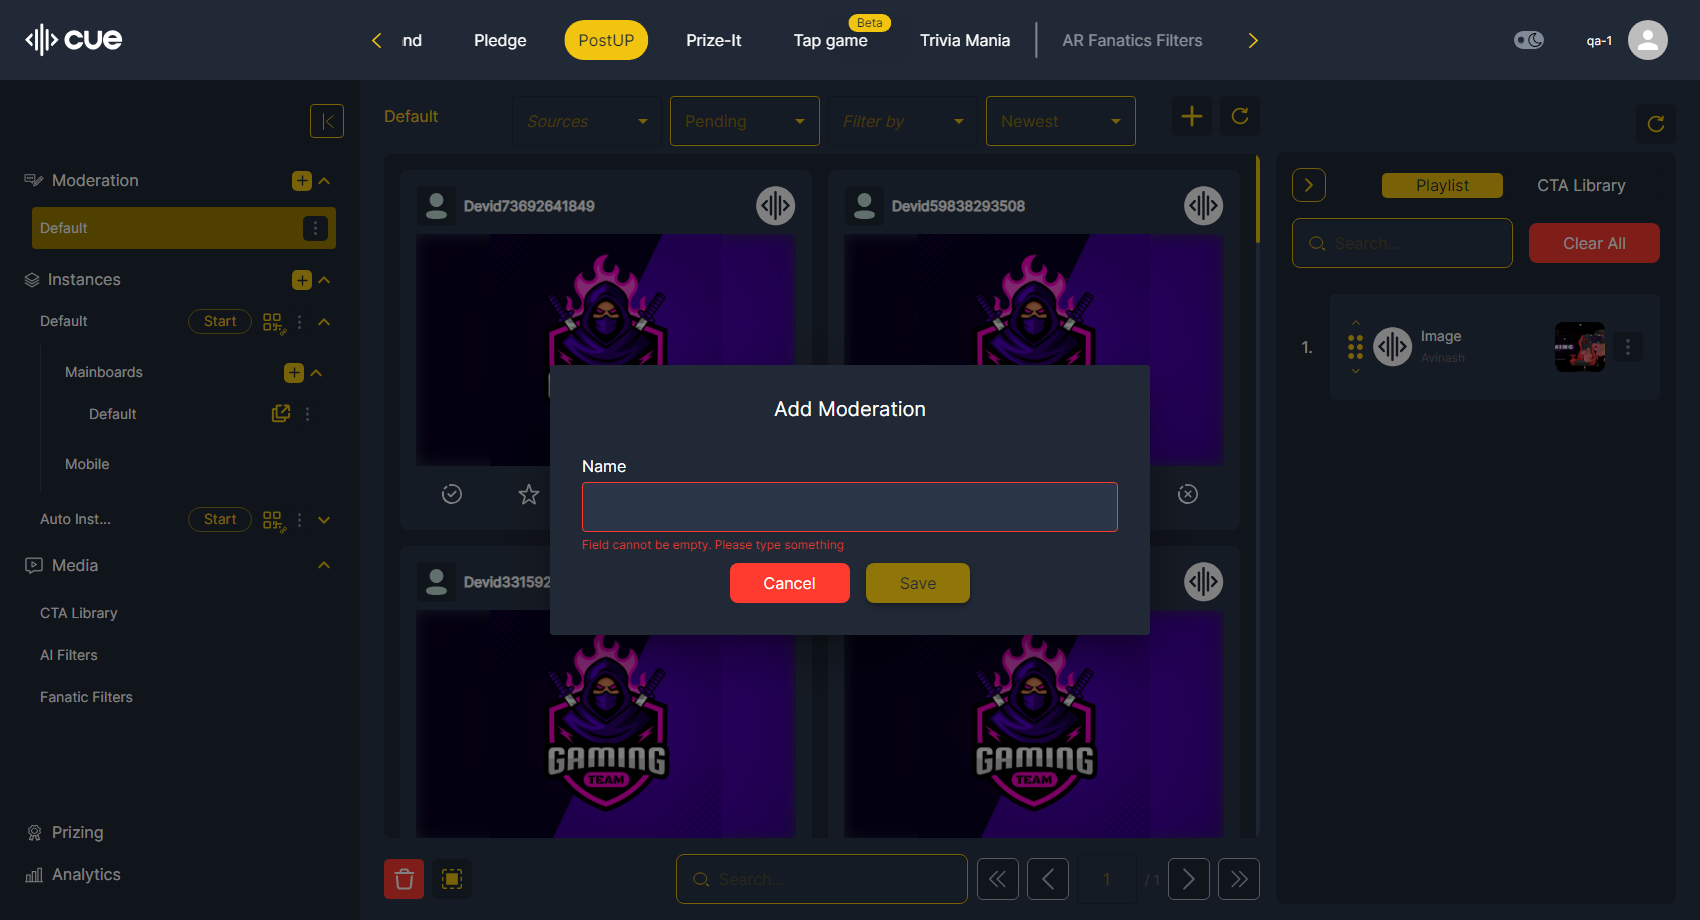 cue
nd
Pledge
PostUP
Prize-It
Beta
Tap game
Trivia Mania
AR Fanatics Filters
qa-1
Moderation
Default
Instances
Default
Start
Mainboards
Default
Mobile
Auto Inst...
Start
Media
CTA Library
AI Filters
Fanatic Filters
Prizing
Analytics
Default
Sources
Pending
Filter by
Newest
Devid73692641849
Devid59838293508
Devid331592
GAMING
TEAM
GAMING
TEAM
Add Moderation
Name
Field cannot be empty. Please type something
Cancel
Save
Search...
1
/ 1
Playlist
CTA Library
Search...
Clear All
1.
Image
Avinash